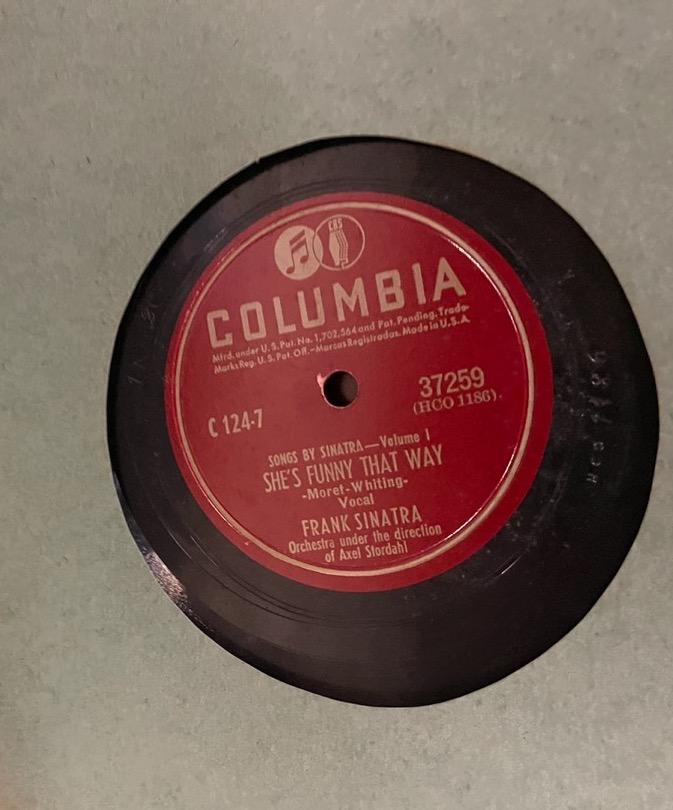 CBS
COLUMBIA
Mfrd. under U.S. Pat. No. 1,702,564 and Pat. Pending. Trade-
Marks Reg. U.S. Pat. Off.-Marcas Registradas. Made in U.S.A.
37259
(HCO 1186)
C 124-7
SONGS BY SINATRA—Volume 1
SHE'S FUNNY THAT WAY
-Moret-Whiting-
Vocal
FRANK SINATRA
Orchestra under the direction
of Axel Stordahl